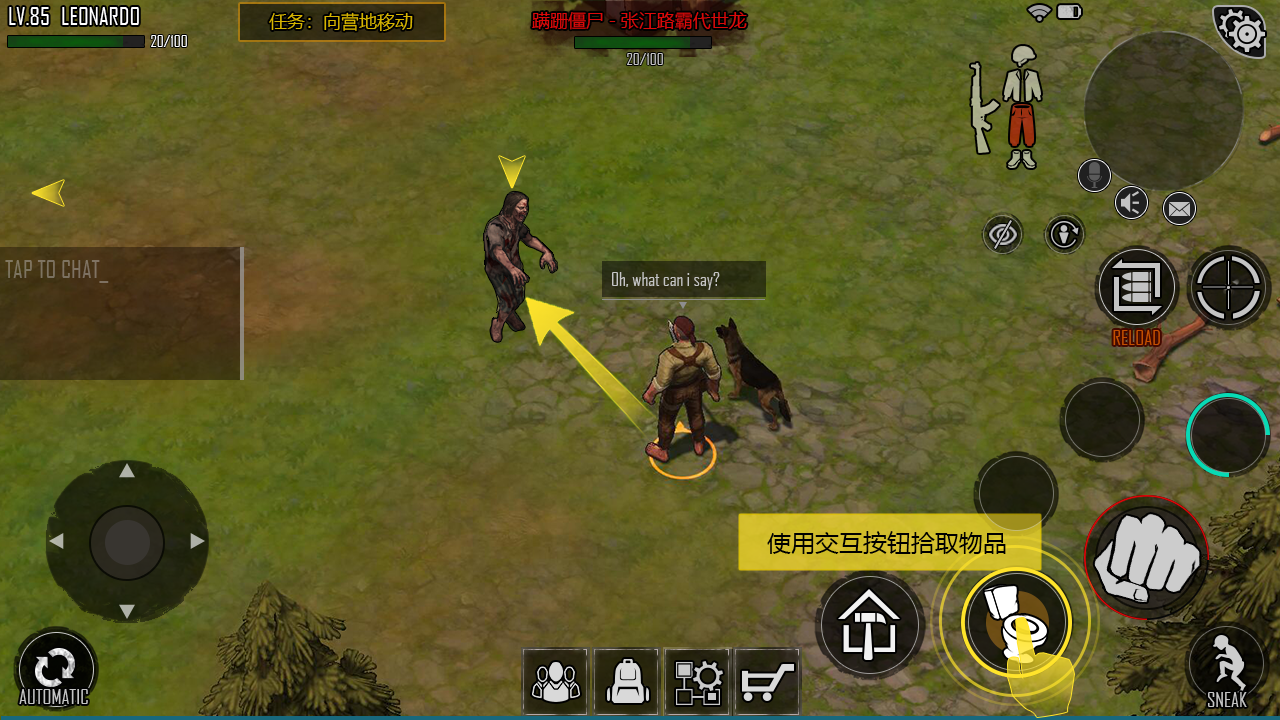 LV.85 LEONARDO
20/100
任务：向营地移动
蹒跚僵尸 - 张江路霸代世龙
20/100
TAP TO CHAT_
Oh, what can i say?
RELOAD
使用交互按钮拾取物品
AUTOMATIC
SNEAK